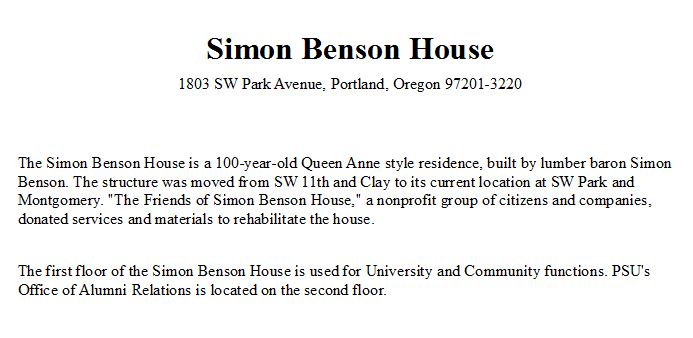 Simon Benson House
1803 SW Park Avenue, Portland, Oregon 97201-3220
The Simon Benson House is a 100-year-old Queen Anne style residence, built by lumber baron Simon
Benson. The structure was moved from SW 11th and Clay to its current location at SW Park and
Montgomery. "The Friends of Simon Benson House," a nonprofit group of citizens and companies,
donated services and materials to rehabilitate the house.
The first floor of the Simon Benson House is used for University and Community functions. PSU's
Office of Alumni Relations is located on the second floor.